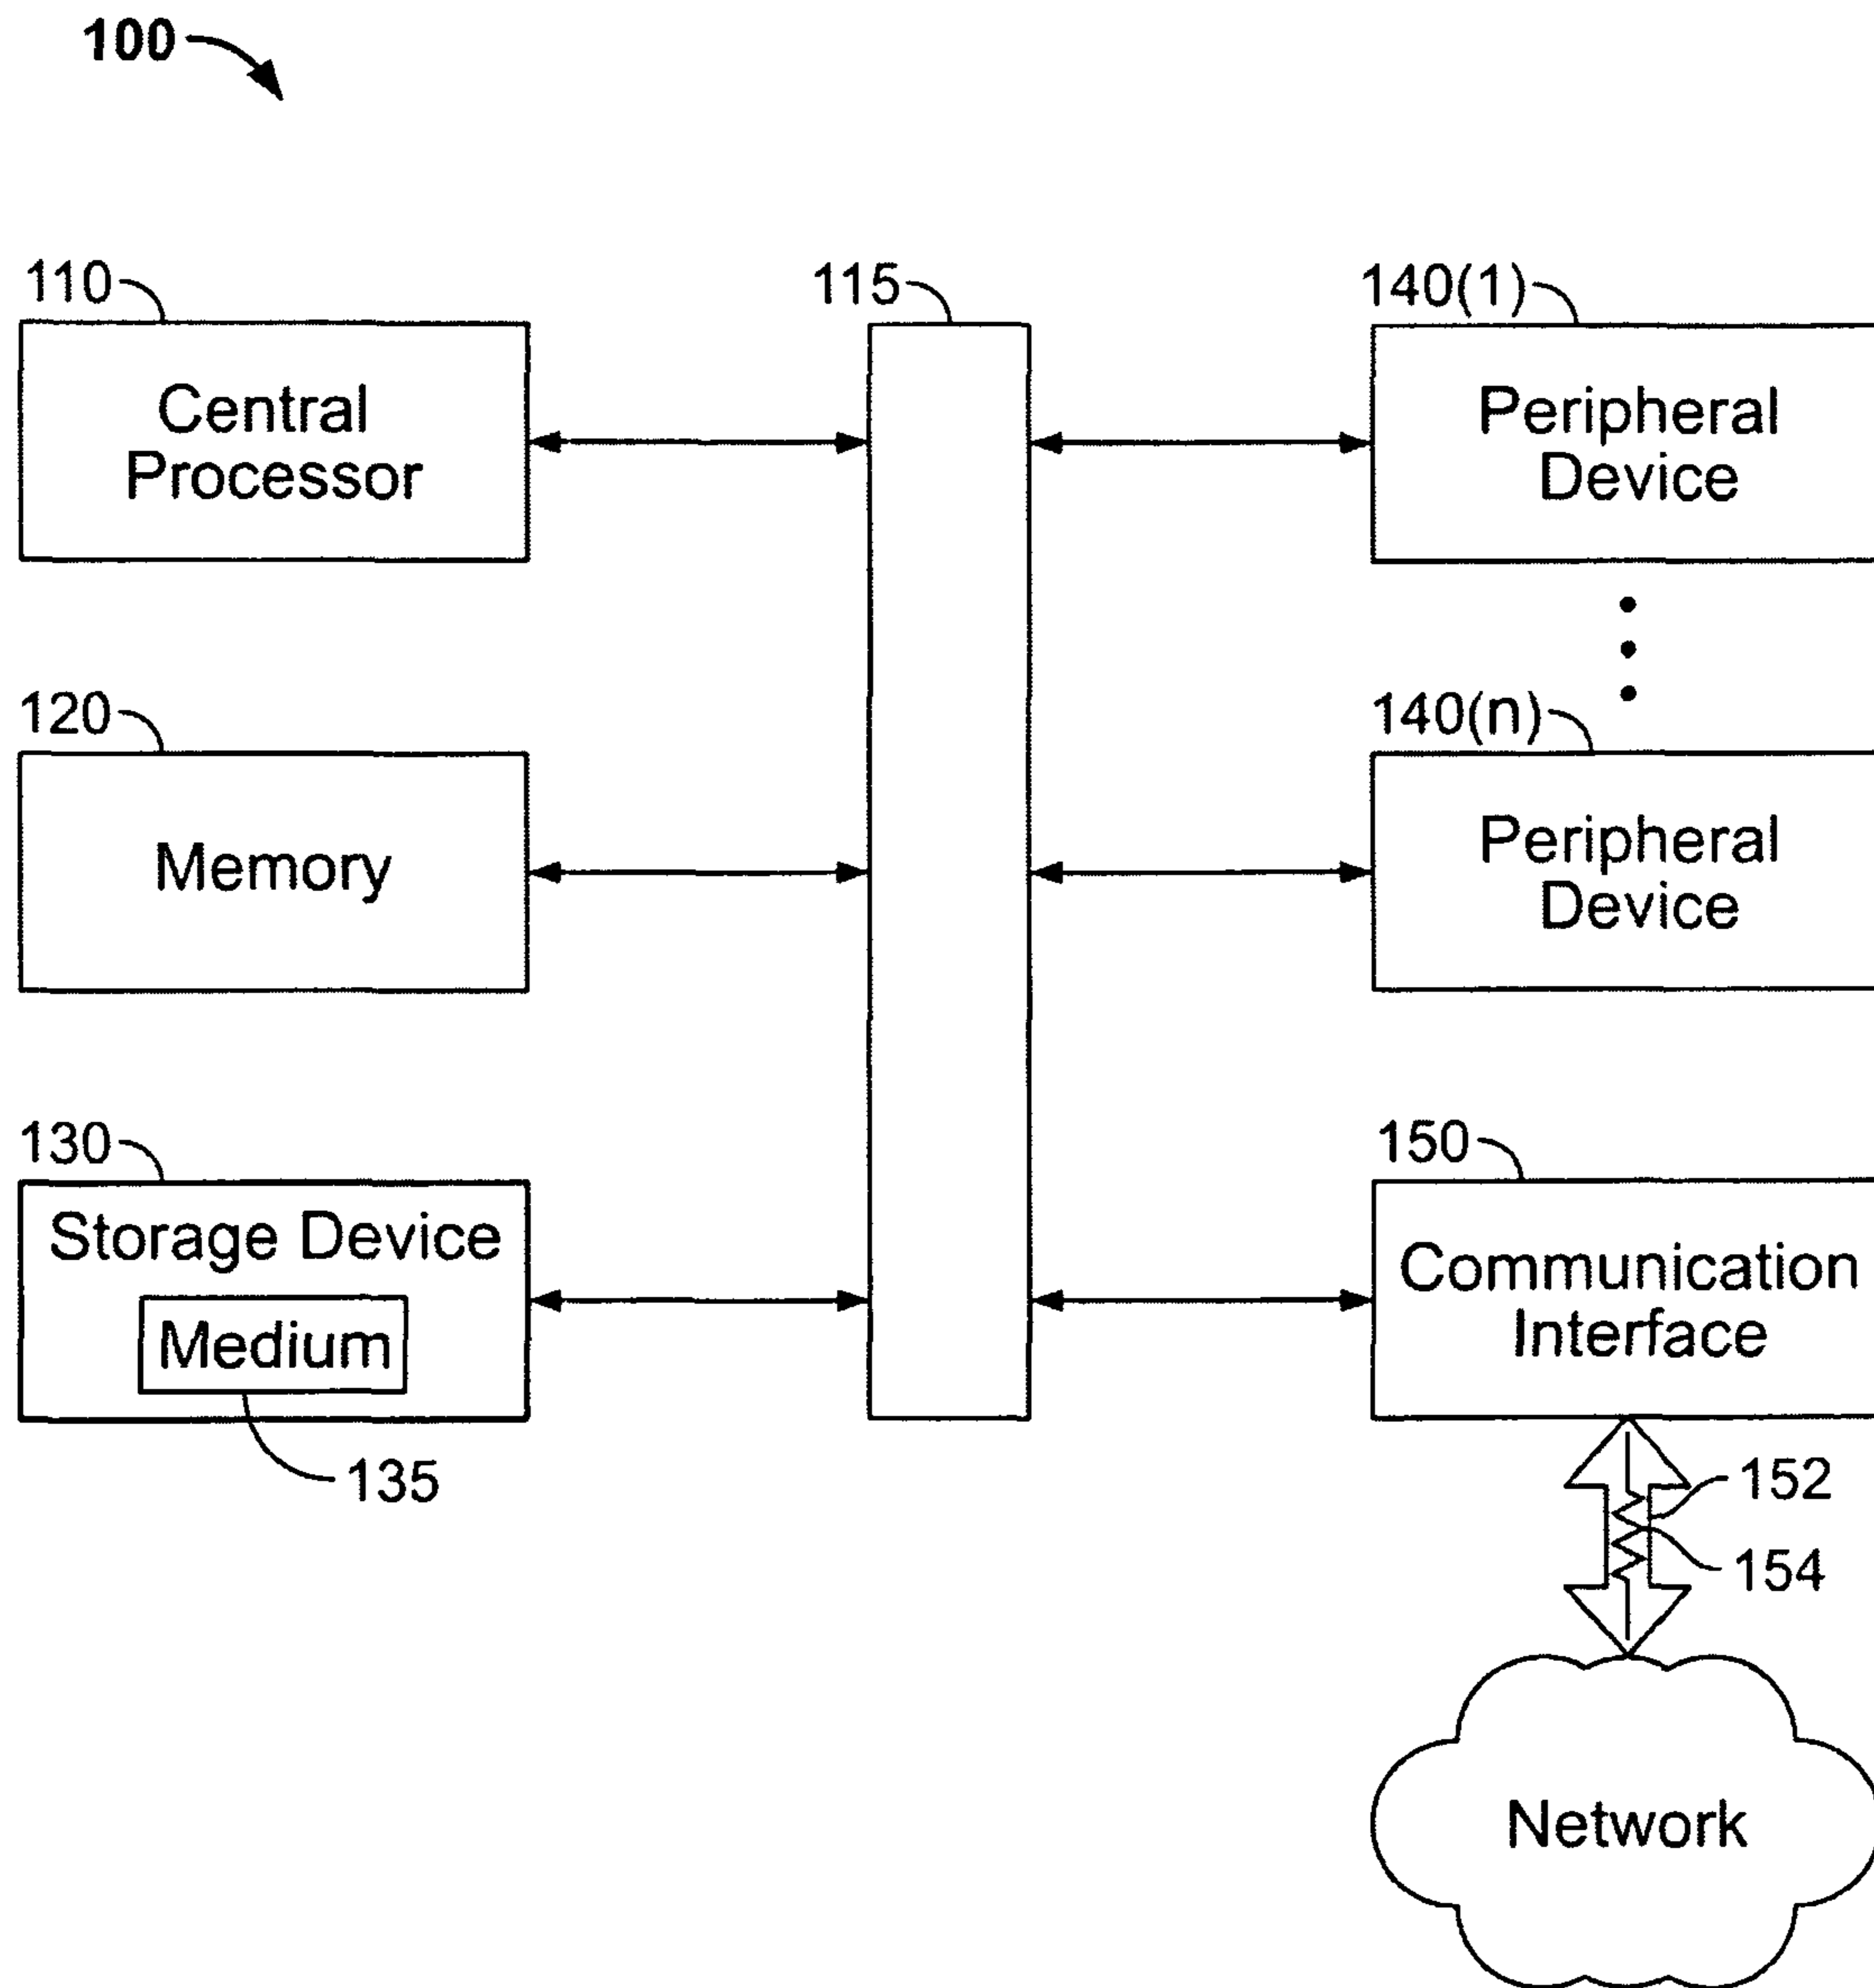 100
110
115
140(1)
Central
Processor
Peripheral
Device
120
140(n)
Memory
Peripheral
Device
130
150
Storage Device
Medium
Communication
Interface
135
152
154
Network